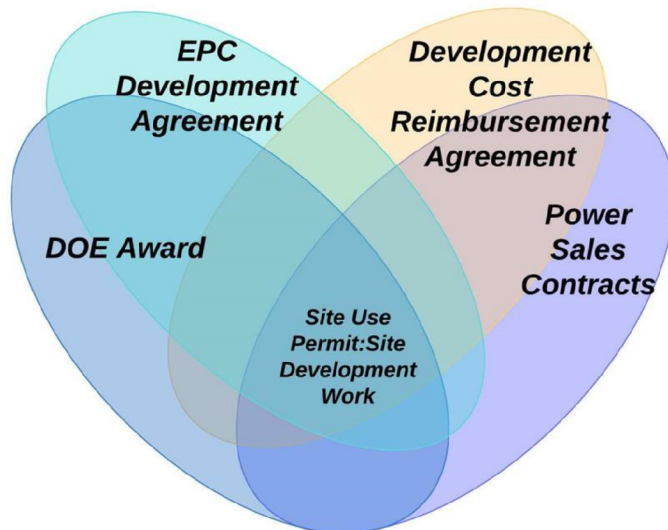 EPC
Development
Agreement
Development
Cost
Reimbursement
Agreement
DOE Award
Power
Sales
Contracts
Site Use
Permit:Site
Development
Work